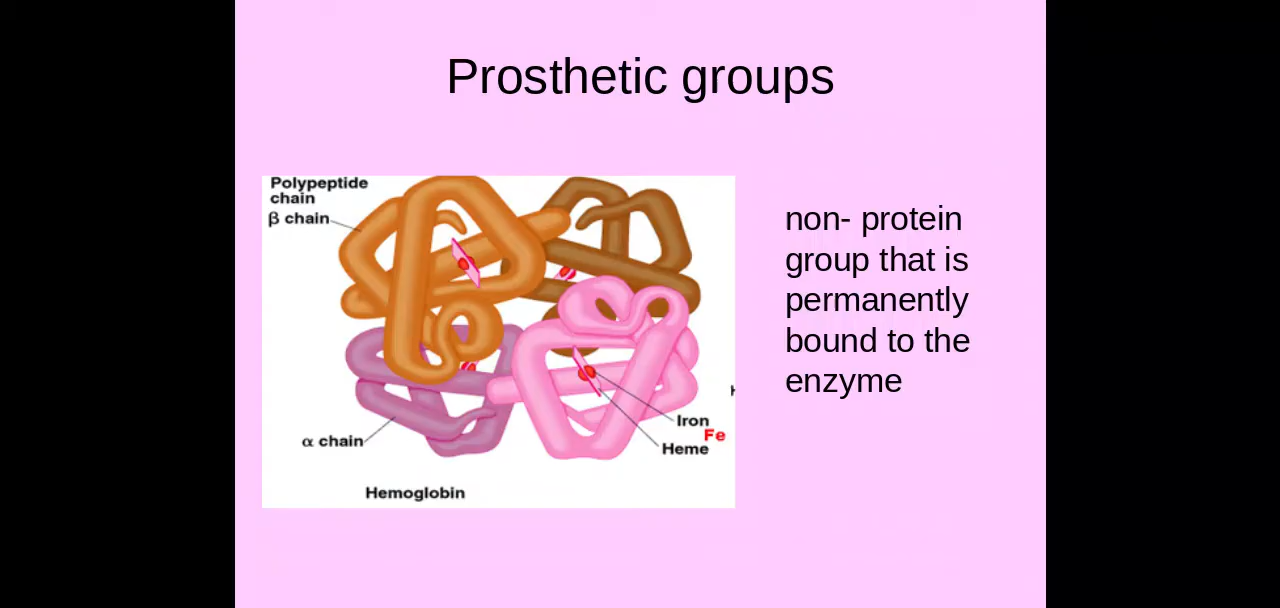 Prosthetic groups
Polypeptide
chain
β chain
α chain
Iron
Fe
Heme
Hemoglobin
non- protein
group that is
permanently
bound to the
enzyme